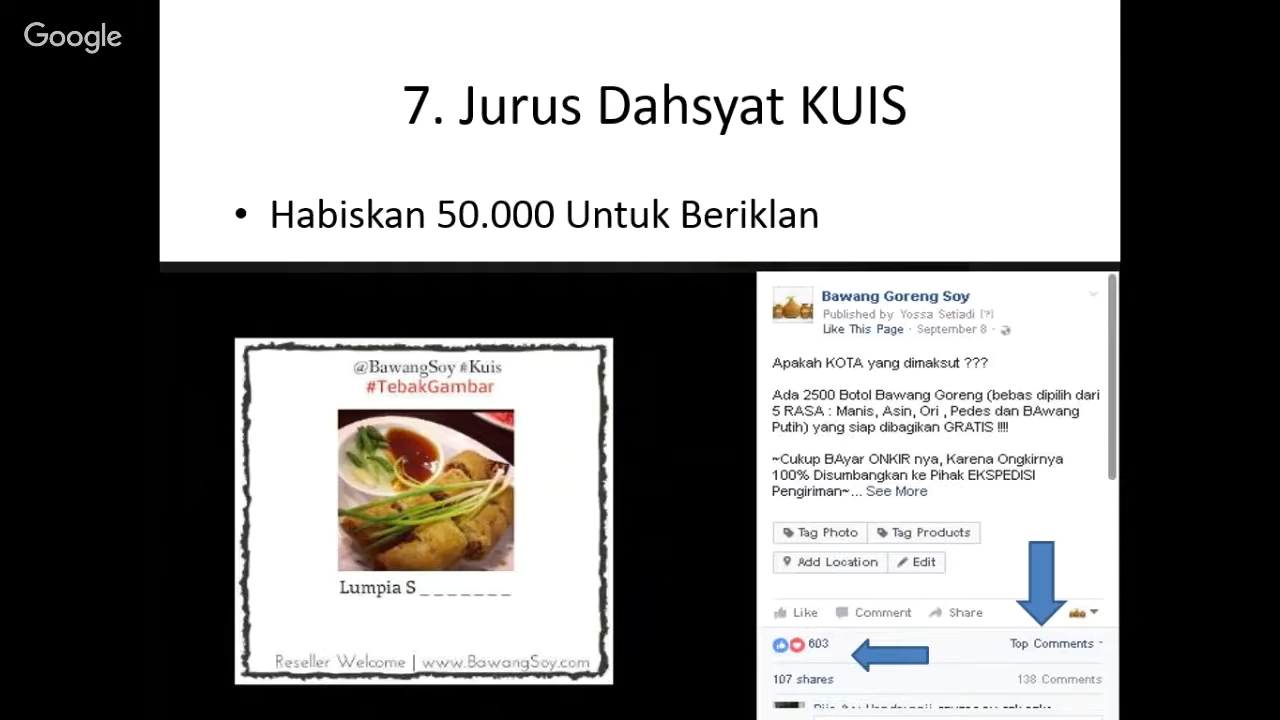 Google
7. Jurus Dahsyat KUIS
• Habiskan 50.000 Untuk Beriklan
@BawangSoy #Kuis
#TebakGambar
Lumpia S _ _ _ _ _ _ _
Reseller Welcome | www.BawangSoy.com
Bawang Goreng Soy
Published by Yossa Setiadi [?]
Like This Page · September 8 ·
Apakah KOTA yang dimaksut ???
Ada 2500 Botol Bawang Goreng (bebas dipilih dari
5 RASA : Manis, Asin, Ori , Pedes dan BAwang
Putih) yang siap dibagikan GRATIS !!!!
~Cukup BAyar ONKIR nya, Karena Ongkirnya
100% Disumbangkan ke Pihak EKSPEDISI
Pengiriman~... See More
Tag Photo Tag Products
Add Location Edit
Like Comment Share
603 Top Comments
107 shares 138 Comments